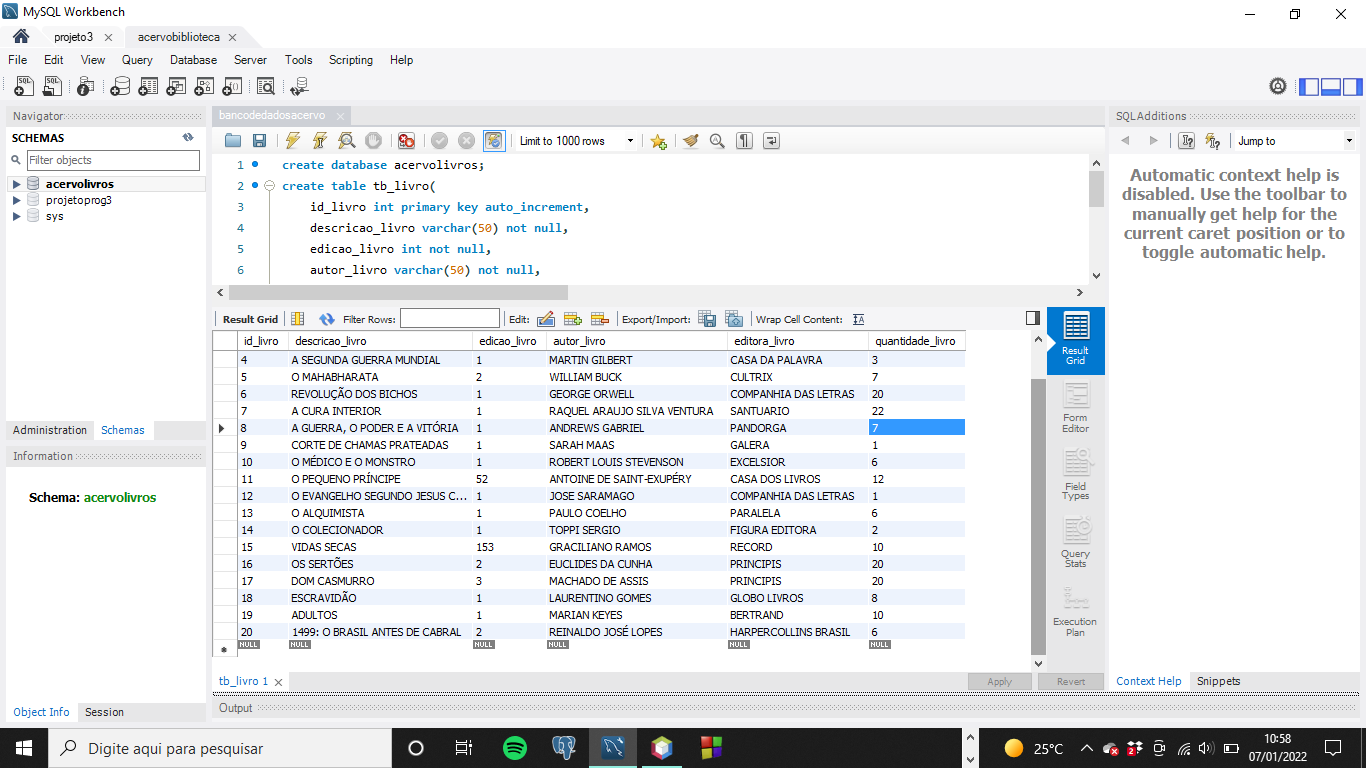 MySQL Workbench
projeto3 acervobiblioteca
File Edit View Query Database Server Tools Scripting Help
Navigator
SCHEMAS
Filter objects
acervolivros
projetoprog3
sys
Administration Schemas
Information
Schema: acervolivros
Object Info Session
bancodedadosacervo
Limit to 1000 rows
1 create database acervolivros;
2 create table tb_livro(
3 id_livro int primary key auto_increment,
4 descricao_livro varchar(50) not null,
5 edicao_livro int not null,
6 autor_livro varchar(50) not null,
Result Grid Filter Rows: Edit: Export/Import: Wrap Cell Content:
id_livro descricao_livro edicao_livro autor_livro editora_livro quantidade_livro
4 A SEGUNDA GUERRA MUNDIAL 1 MARTIN GILBERT CASA DA PALAVRA 3
5 O MAHABHARATA 2 WILLIAM BUCK CULTRIX 7
6 REVOLUÇÃO DOS BICHOS 1 GEORGE ORWELL COMPANHIA DAS LETRAS 20
7 A CURA INTERIOR 1 RAQUEL ARAUJO SILVA VENTURA SANTUARIO 22
8 A GUERRA, O PODER E A VITÓRIA 1 ANDREWS GABRIEL PANDORGA 7
9 CORTE DE CHAMAS PRATEADAS 1 SARAH MAAS GALERA 1
10 O MÉDICO E O MONSTRO 1 ROBERT LOUIS STEVENSON EXCELSIOR 6
11 O PEQUENO PRÍNCIPE 52 ANTOINE DE SAINT-EXUPÉRY CASA DOS LIVROS 12
12 O EVANGELHO SEGUNDO JESUS C... 1 JOSE SARAMAGO COMPANHIA DAS LETRAS 1
13 O ALQUIMISTA 1 PAULO COELHO PARALELA 6
14 O COLECIONADOR 1 TOPPI SERGIO FIGURA EDITORA 2
15 VIDAS SECAS 153 GRACILIANO RAMOS RECORD 10
16 OS SERTÕES 2 EUCLIDES DA CUNHA PRINCIPIS 20
17 DOM CASMURRO 3 MACHADO DE ASSIS PRINCIPIS 20
18 ESCRAVIDÃO 1 LAURENTINO GOMES GLOBO LIVROS 8
19 ADULTOS 1 MARIAN KEYES BERTRAND 10
20 1499: O BRASIL ANTES DE CABRAL 2 REINALDO JOSÉ LOPES HARPERCOLLINS BRASIL 6
NULL NULL NULL NULL NULL NULL
tb_livro 1 Apply Revert
Output
Result
Grid
Form
Editor
Field
Types
Query
Stats
Execution
Plan
SQLAdditions
Jump to
Automatic context help is
disabled. Use the toolbar to
manually get help for the
current caret position or to
toggle automatic help.
Context Help Snippets
Digite aqui para pesquisar
25°C
10:58
07/01/2022